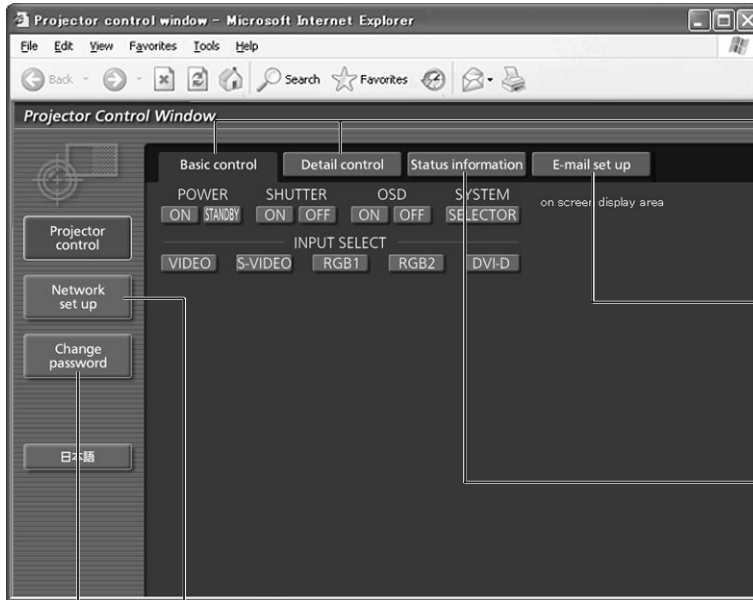 Projector control window - Microsoft Internet Explorer
File Edit View Favorites Tools Help
Back Search Favorites
Projector Control Window
Basic control Detail control Status information E-mail set up
POWER SHUTTER OSD SYSTEM
ON STANDBY ON OFF ON OFF SELECTOR
on screen display area
INPUT SELECT
VIDEO S-VIDEO RGB1 RGB2 DVI-D
Projector
control
Network
set up
Change
password
日本語